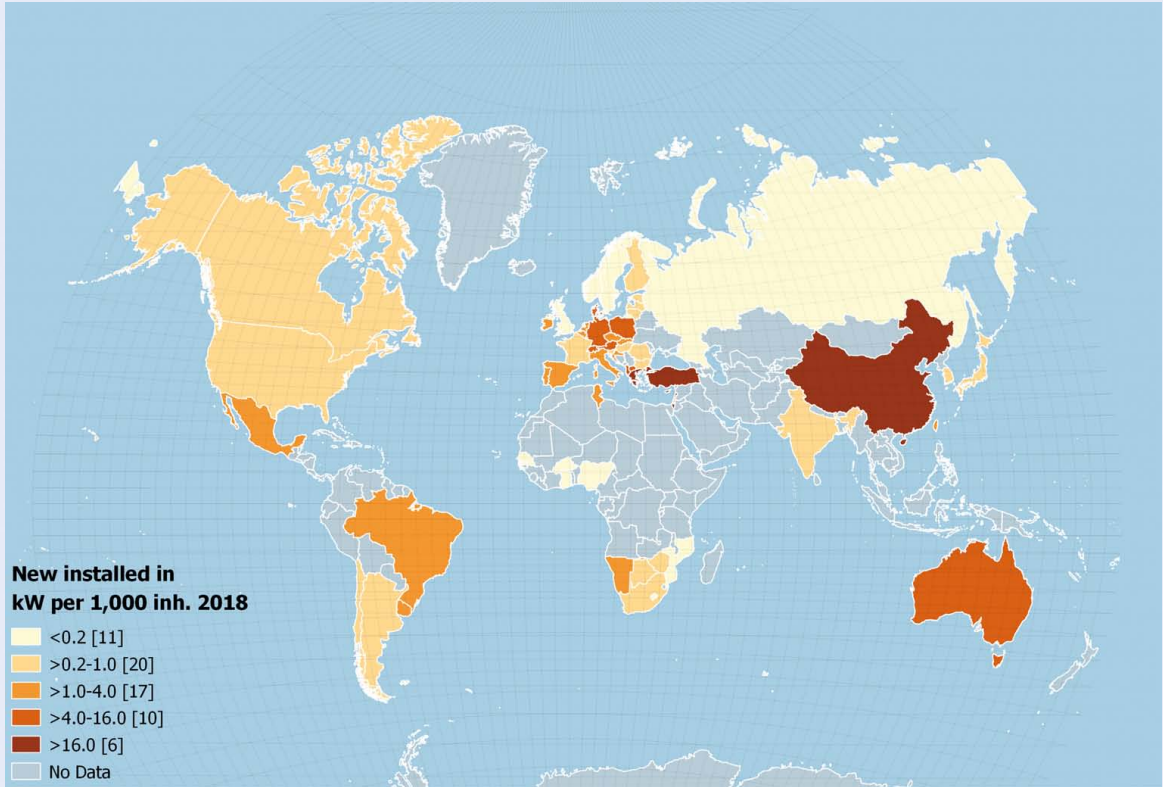 New installed in
kW per 1,000 inh. 2018
<0.2 [11]
>0.2-1.0 [20]
>1.0-4.0 [17]
>4.0-16.0 [10]
>16.0 [6]
No Data